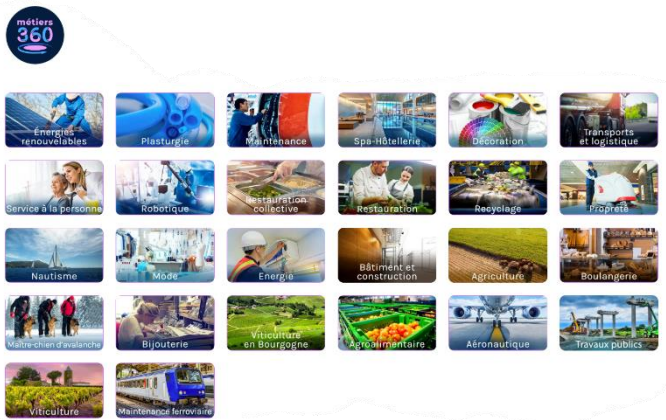 métiers
360
Énergies
renouvelables
Plasturgie
Maintenance
Spa-Hôtellerie
Décoration
Transports
et logistique
Service à la personne
Robotique
Restauration
collective
Restauration
Recyclage
Propreté
Nautisme
Mode
Énergie
Bâtiment et
construction
Agriculture
Boulangerie
Maître-chien d'avalanche
Bijouterie
Viticulture
en Bourgogne
Agroalimentaire
Aéronautique
Travaux publics
Viticulture
Maintenance ferroviaire